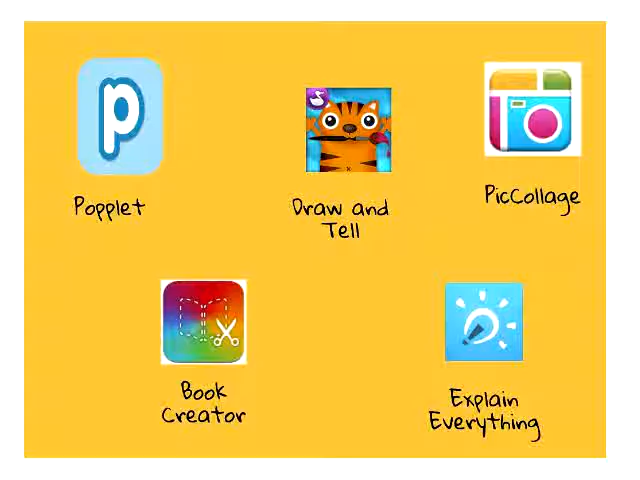 p
Popplet
Draw and
Tell
PicCollage
Book
Creator
Explain
Everything